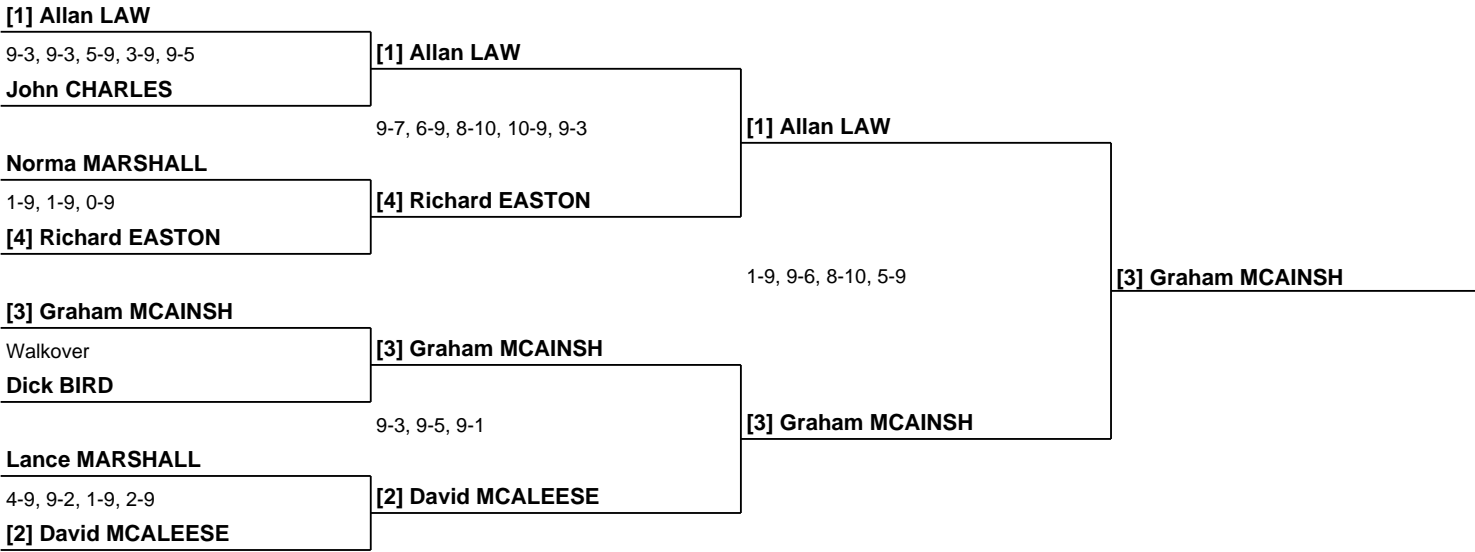 [1] Allan LAW
9-3, 9-3, 5-9, 3-9, 9-5
John CHARLES
[1] Allan LAW
9-7, 6-9, 8-10, 10-9, 9-3
Norma MARSHALL
1-9, 1-9, 0-9
[4] Richard EASTON
[4] Richard EASTON
[1] Allan LAW
1-9, 9-6, 8-10, 5-9
[3] Graham MCAINSH
[3] Graham MCAINSH
Walkover
Dick BIRD
[3] Graham MCAINSH
9-3, 9-5, 9-1
Lance MARSHALL
4-9, 9-2, 1-9, 2-9
[2] David MCALEESE
[2] David MCALEESE
[3] Graham MCAINSH